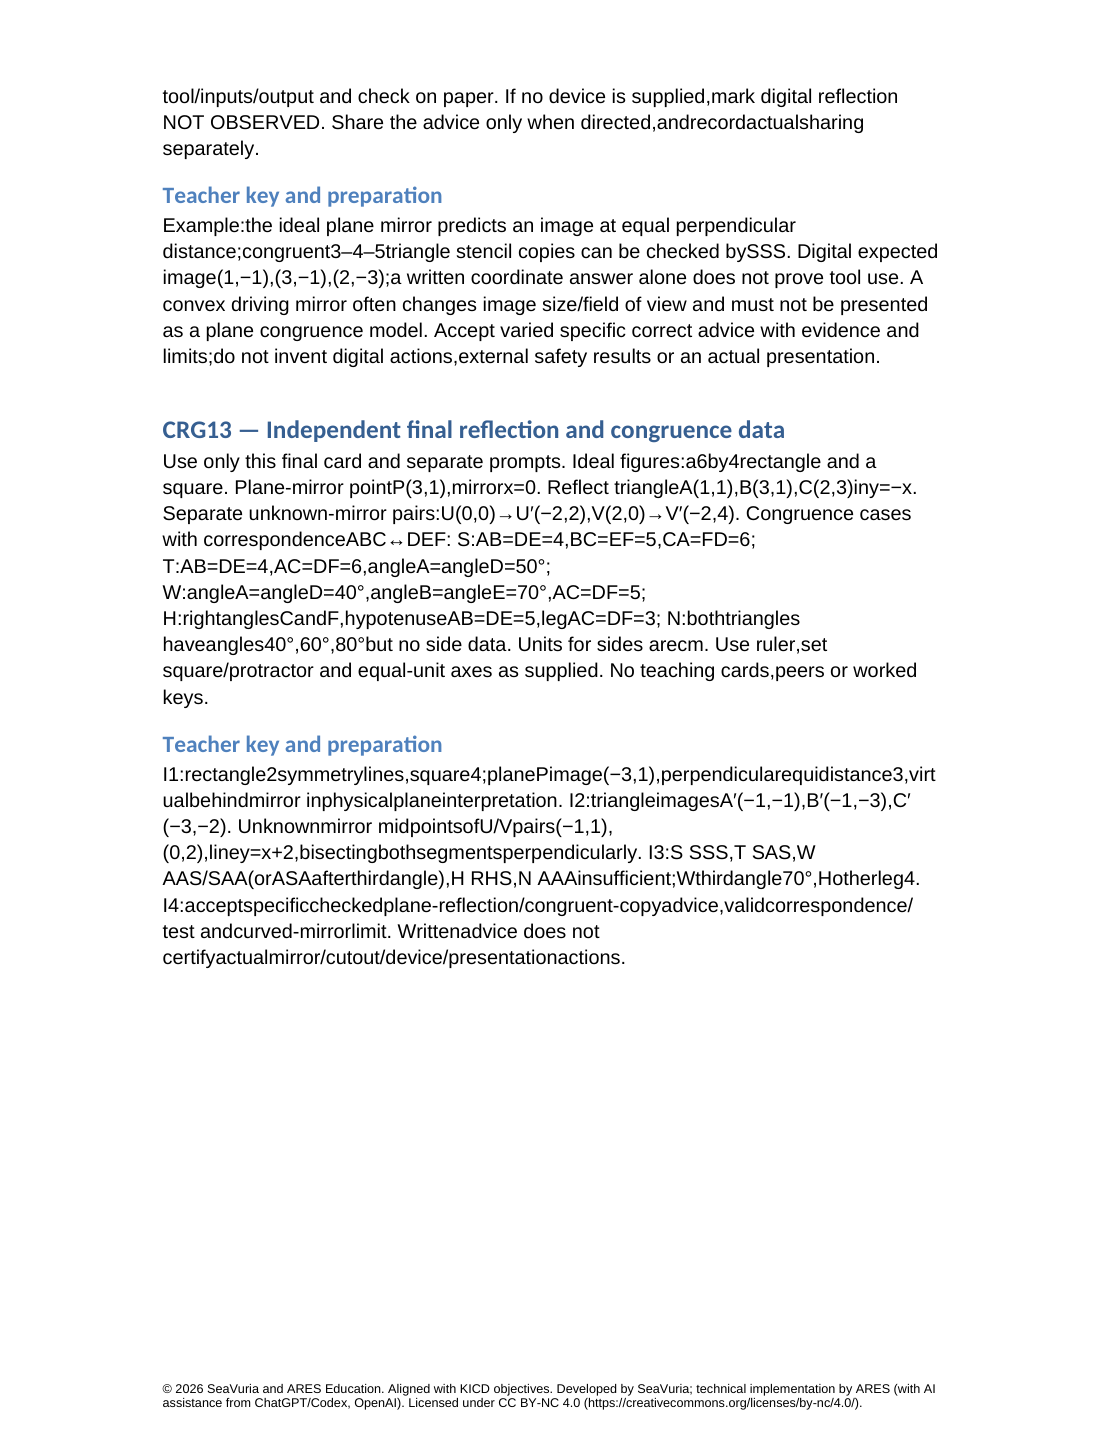 tool/inputs/output and check on paper. If no device is supplied,mark digital reflection
NOT OBSERVED. Share the advice only when directed,andrecordactualsharing
separately.
Teacher key and preparation
Example:the ideal plane mirror predicts an image at equal perpendicular
distance;congruent3–4–5triangle stencil copies can be checked bySSS. Digital expected
image(1,−1),(3,−1),(2,−3);a written coordinate answer alone does not prove tool use. A
convex driving mirror often changes image size/field of view and must not be presented
as a plane congruence model. Accept varied specific correct advice with evidence and
limits;do not invent digital actions,external safety results or an actual presentation.
CRG13 — Independent final reflection and congruence data
Use only this final card and separate prompts. Ideal figures:a6by4rectangle and a
square. Plane-mirror pointP(3,1),mirrorx=0. Reflect triangleA(1,1),B(3,1),C(2,3)iny=−x.
Separate unknown-mirror pairs:U(0,0)→U′(−2,2),V(2,0)→V′(−2,4). Congruence cases
with correspondenceABC↔DEF: S:AB=DE=4,BC=EF=5,CA=FD=6;
T:AB=DE=4,AC=DF=6,angleA=angleD=50°;
W:angleA=angleD=40°,angleB=angleE=70°,AC=DF=5;
H:rightanglesCandF,hypotenuseAB=DE=5,legAC=DF=3; N:bothtriangles
haveangles40°,60°,80°but no side data. Units for sides arecm. Use ruler,set
square/protractor and equal-unit axes as supplied. No teaching cards,peers or worked
keys.
Teacher key and preparation
I1:rectangle2symmetrylines,square4;planePimage(−3,1),perpendicularequidistance3,virt
ualbehindmirror inphysicalplaneinterpretation. I2:triangleimagesA′(−1,−1),B′(−1,−3),C′
(−3,−2). Unknownmirror midpointsofU/Vpairs(−1,1),
(0,2),liney=x+2,bisectingbothsegmentsperpendicularly. I3:S SSS,T SAS,W
AAS/SAA(orASAafterthirdangle),H RHS,N AAAinsufficient;Wthirdangle70°,Hotherleg4.
I4:acceptspecificcheckedplane-reflection/congruent-copyadvice,validcorrespondence/
test andcurved-mirrorlimit. Writtenadvice does not
certifyactualmirror/cutout/device/presentationactions.
© 2026 SeaVuria and ARES Education. Aligned with KICD objectives. Developed by SeaVuria; technical implementation by ARES (with AI
assistance from ChatGPT/Codex, OpenAI). Licensed under CC BY-NC 4.0 (https://creativecommons.org/licenses/by-nc/4.0/).